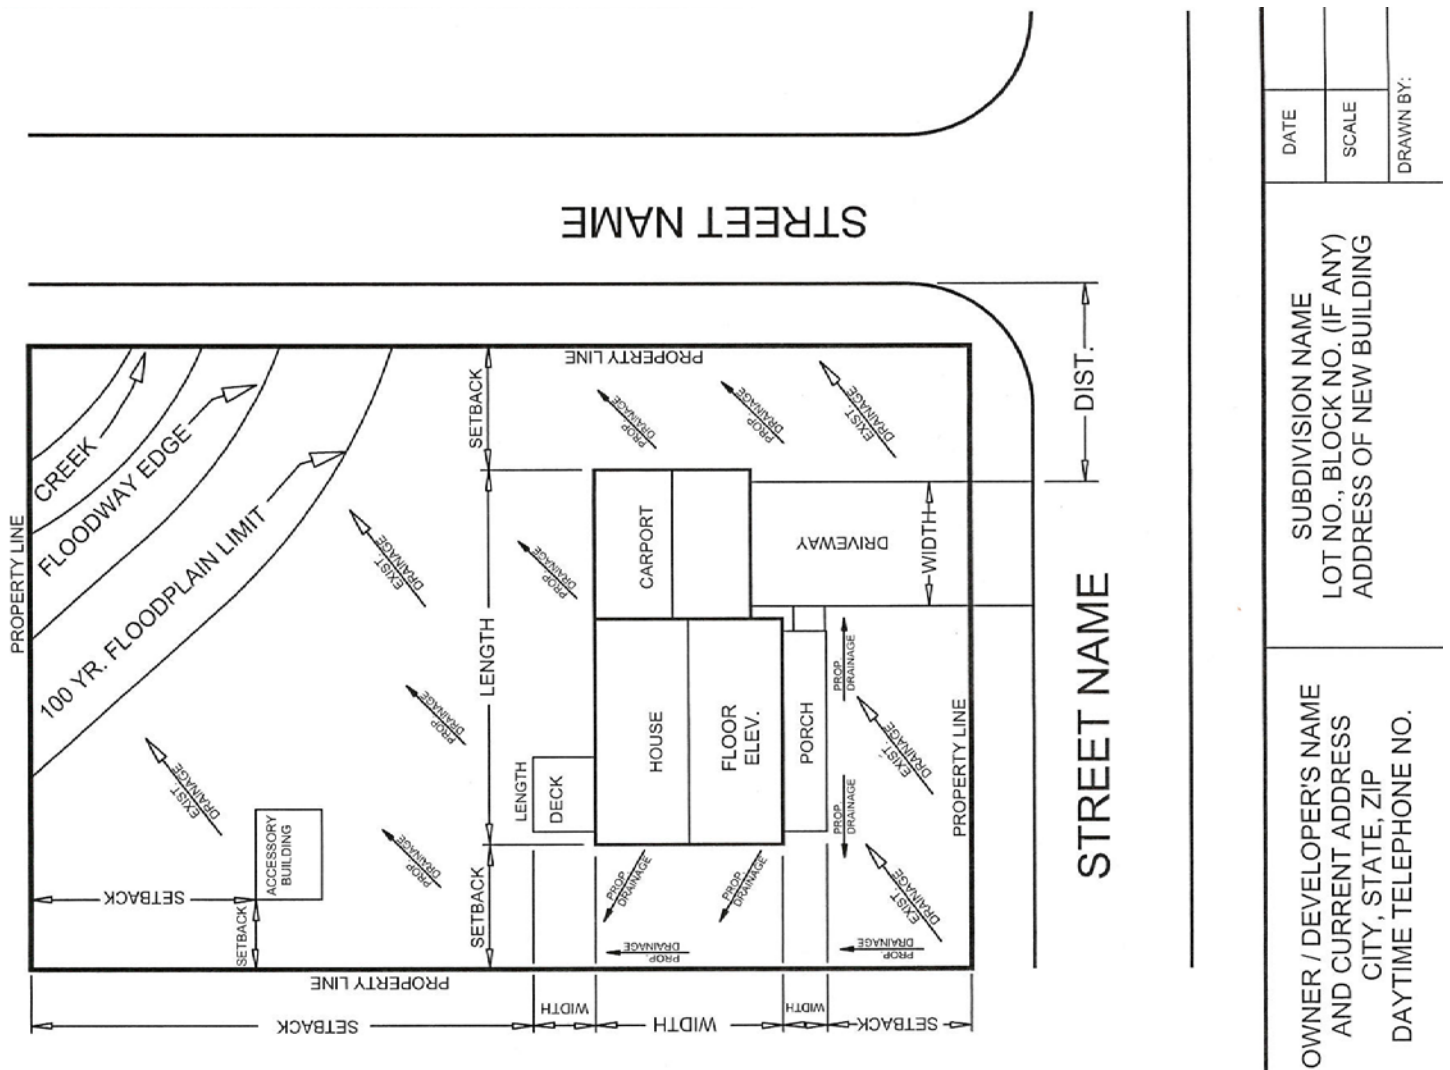 STREET NAME
DATE
SCALE
DRAWN BY:
SUBDIVISION NAME
LOT NO., BLOCK NO. (IF ANY)
ADDRESS OF NEW BUILDING
OWNER / DEVELOPER'S NAME
AND CURRENT ADDRESS
CITY, STATE, ZIP
DAYTIME TELEPHONE NO.
STREET NAME
DIST.
PROPERTY LINE
PROPERTY LINE
PROPERTY LINE
PROPERTY LINE
CREEK
FLOODWAY EDGE
100 YR. FLOODPLAIN LIMIT
SETBACK
LENGTH
SETBACK
EXIST.
DRAINAGE
EXIST.
DRAINAGE
EXIST.
DRAINAGE
EXIST.
DRAINAGE
EXIST.
DRAINAGE
PROP.
DRAINAGE
PROP.
DRAINAGE
PROP.
DRAINAGE
PROP.
DRAINAGE
PROP.
DRAINAGE
PROP.
DRAINAGE
PROP.
DRAINAGE
PROP.
DRAINAGE
PROP.
DRAINAGE
PROP.
DRAINAGE
PROP.
DRAINAGE
CARPORT
DRIVEWAY
WIDTH
HOUSE
FLOOR
ELEV.
PORCH
LENGTH
DECK
ACCESSORY
BUILDING
SETBACK
SETBACK
SETBACK
WIDTH
WIDTH
WIDTH
SETBACK